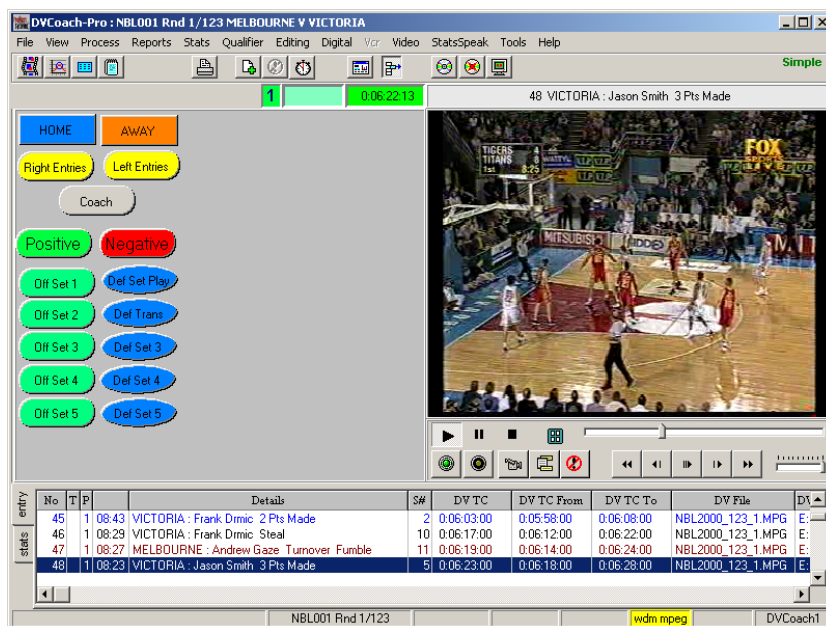 DVCoach-Pro : NBL001 Rnd 1/123 MELBOURNE V VICTORIA
File View Process Reports Stats Qualifier Editing Digital Vcr Video StatsSpeak Tools Help
Simple
1 0:06:22:13 48 VICTORIA : Jason Smith 3 Pts Made
HOME AWAY
Right Entries Left Entries
Coach
Positive Negative
Off Set 1 Def Set Play
Off Set 2 Def Trans
Off Set 3 Def Set 3
Off Set 4 Def Set 4
Off Set 5 Def Set 5
TIGERS 4
TITANS 8
1st 8:25
WATTYL
FOX
SPORTS
LIVE
MITSUBISHI
entry
stats
No T P Details S# DV TC DV TC From DV TC To DV File DV
45 1 08:43 VICTORIA : Frank Drmic 2 Pts Made 2 0:06:03:00 0:05:58:00 0:06:08:00 NBL2000_123_1.MPG E:
46 1 08:29 VICTORIA : Frank Drmic Steal 10 0:06:17:00 0:06:12:00 0:06:22:00 NBL2000_123_1.MPG E:
47 1 08:27 MELBOURNE : Andrew Gaze Turnover Fumble 11 0:06:19:00 0:06:14:00 0:06:24:00 NBL2000_123_1.MPG E:
48 1 08:23 VICTORIA : Jason Smith 3 Pts Made 5 0:06:23:00 0:06:18:00 0:06:28:00 NBL2000_123_1.MPG E:
NBL001 Rnd 1/123 wdm mpeg DVCoach1